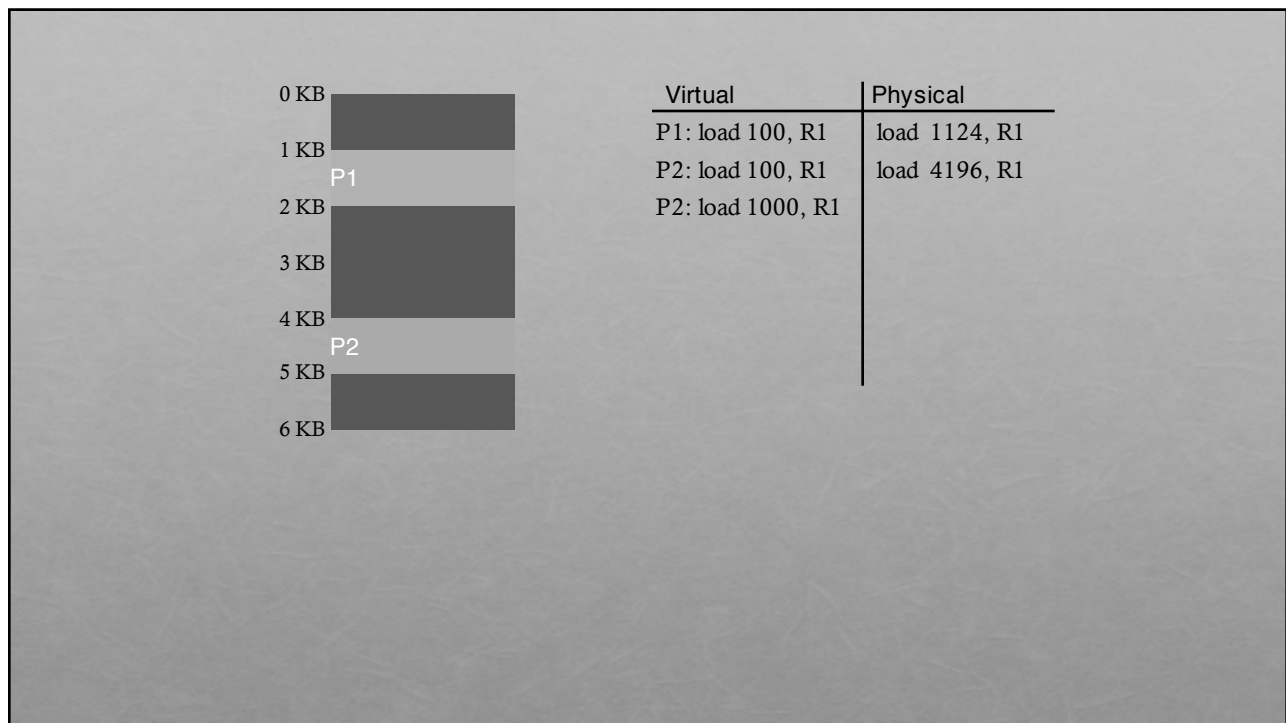 0 KB
1 KB
P1
2 KB
3 KB
4 KB
P2
5 KB
6 KB
Virtual Physical
P1: load 100, R1 load 1124, R1
P2: load 100, R1 load 4196, R1
P2: load 1000, R1